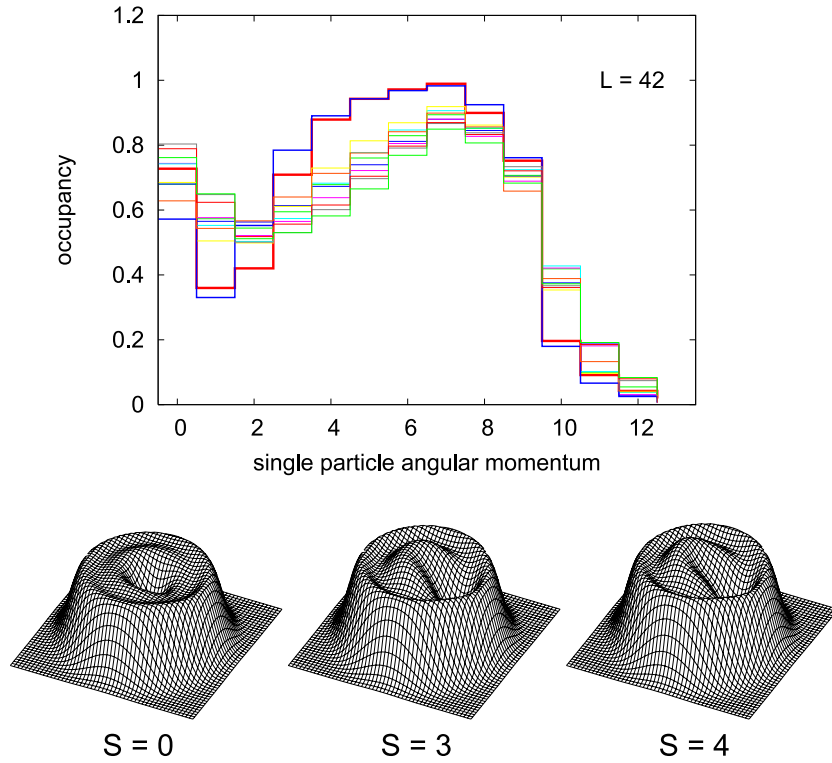 1.2
1
0.8
0.6
0.4
0.2
0
occupancy
L = 42
0 2 4 6 8 10 12
single particle angular momentum
S = 0 S = 3 S = 4